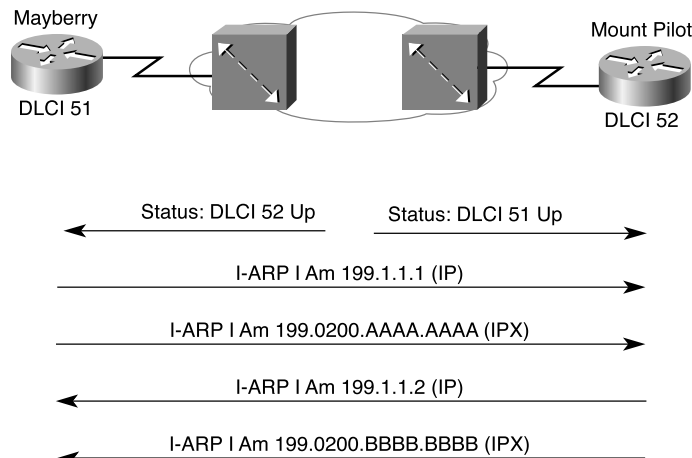 Mayberry
Mount Pilot
DLCI 51
DLCI 52
Status: DLCI 52 Up
Status: DLCI 51 Up
I-ARP I Am 199.1.1.1 (IP)
I-ARP I Am 199.0200.AAAA.AAAA (IPX)
I-ARP I Am 199.1.1.2 (IP)
I-ARP I Am 199.0200.BBBB.BBBB (IPX)